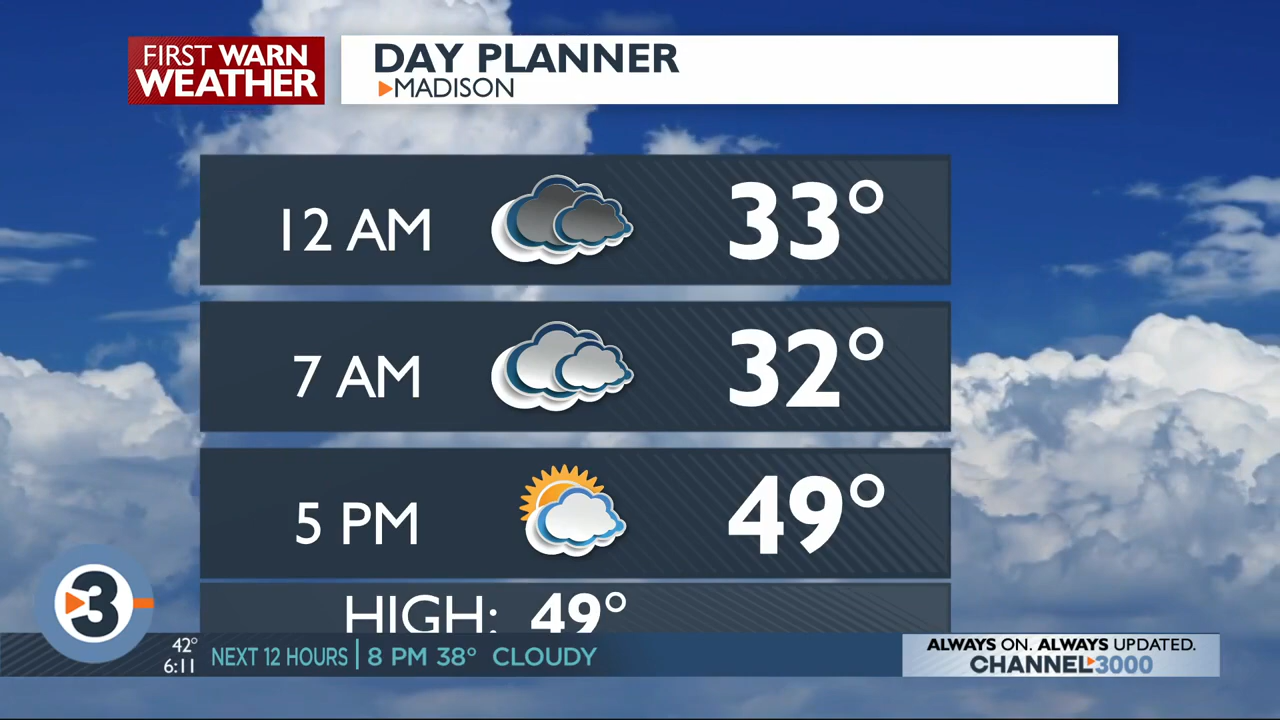 FIRST WARN
WEATHER
DAY PLANNER
MADISON
12 AM 33°
7 AM 32°
5 PM 49°
HIGH: 49°
3
42°
6:11
NEXT 12 HOURS | 8 PM 38° CLOUDY
ALWAYS ON. ALWAYS UPDATED.
CHANNEL3000